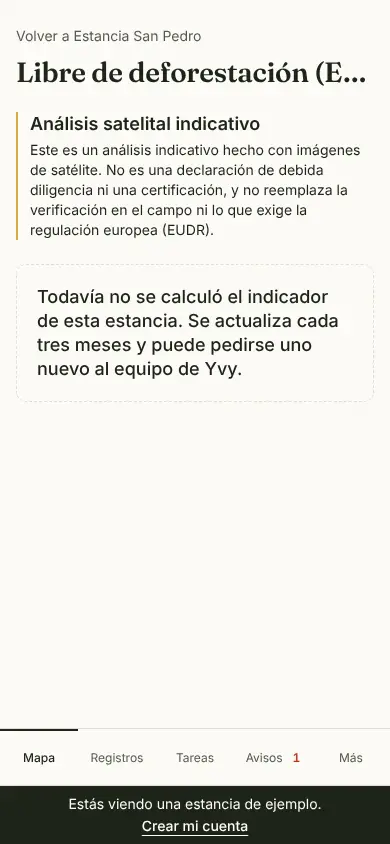 Volver a Estancia San Pedro
Libre de deforestación (E...
Análisis satelital indicativo
Este es un análisis indicativo hecho con imágenes
de satélite. No es una declaración de debida
diligencia ni una certificación, y no reemplaza la
verificación en el campo ni lo que exige la
regulación europea (EUDR).
Todavía no se calculó el indicador
de esta estancia. Se actualiza cada
tres meses y puede pedirse uno
nuevo al equipo de Yvy.
Mapa Registros Tareas Avisos 1 Más
Estás viendo una estancia de ejemplo.
Crear mi cuenta